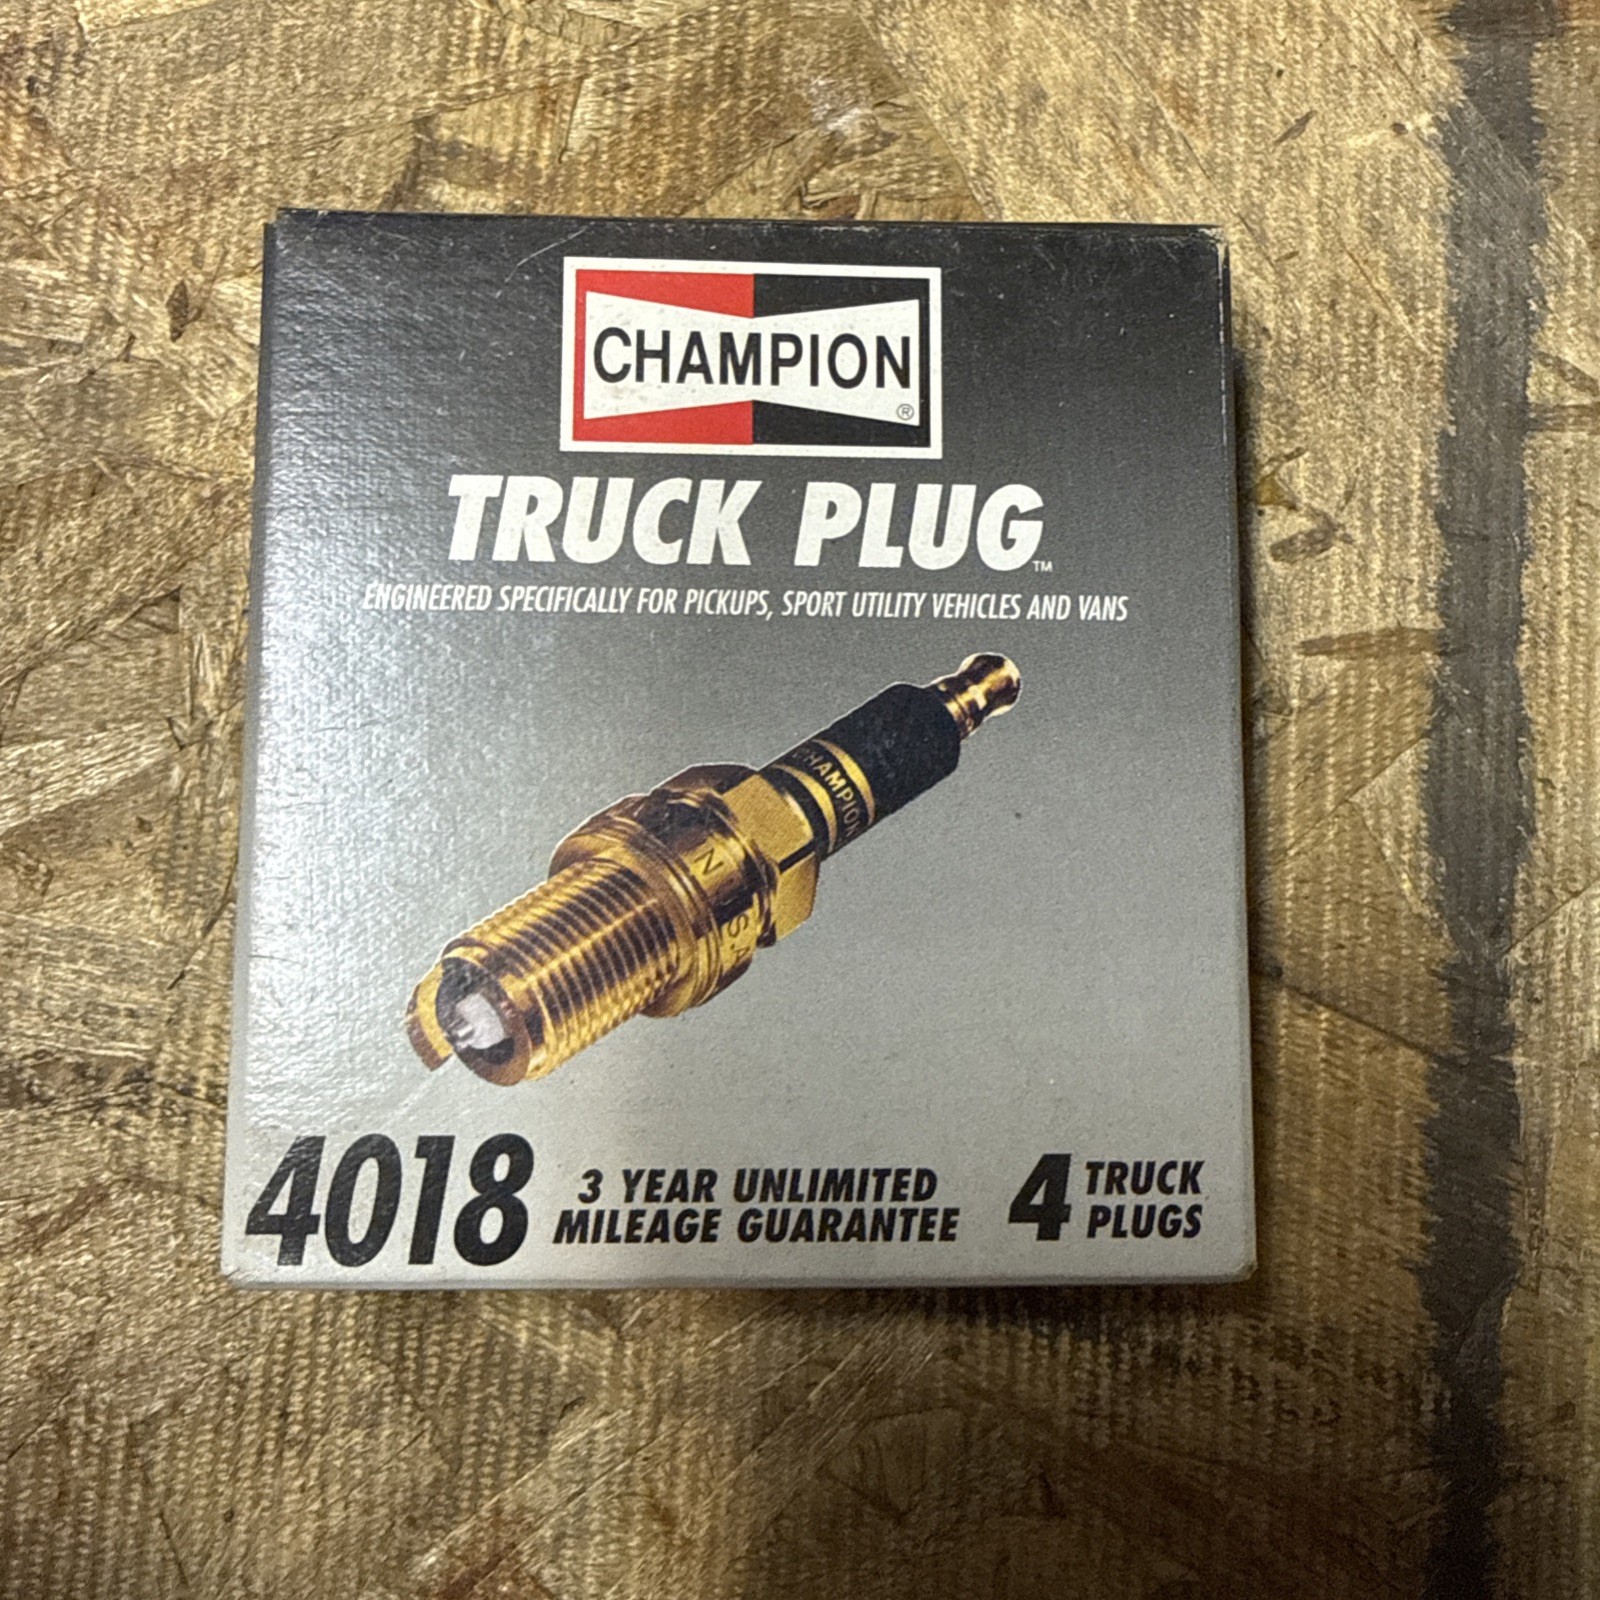 CHAMPION
®
TRUCK PLUG™
ENGINEERED SPECIFICALLY FOR PICKUPS, SPORT UTILITY VEHICLES AND VANS
CHAMPION
N
S.A
4018
3 YEAR UNLIMITED
MILEAGE GUARANTEE
4 TRUCK
PLUGS